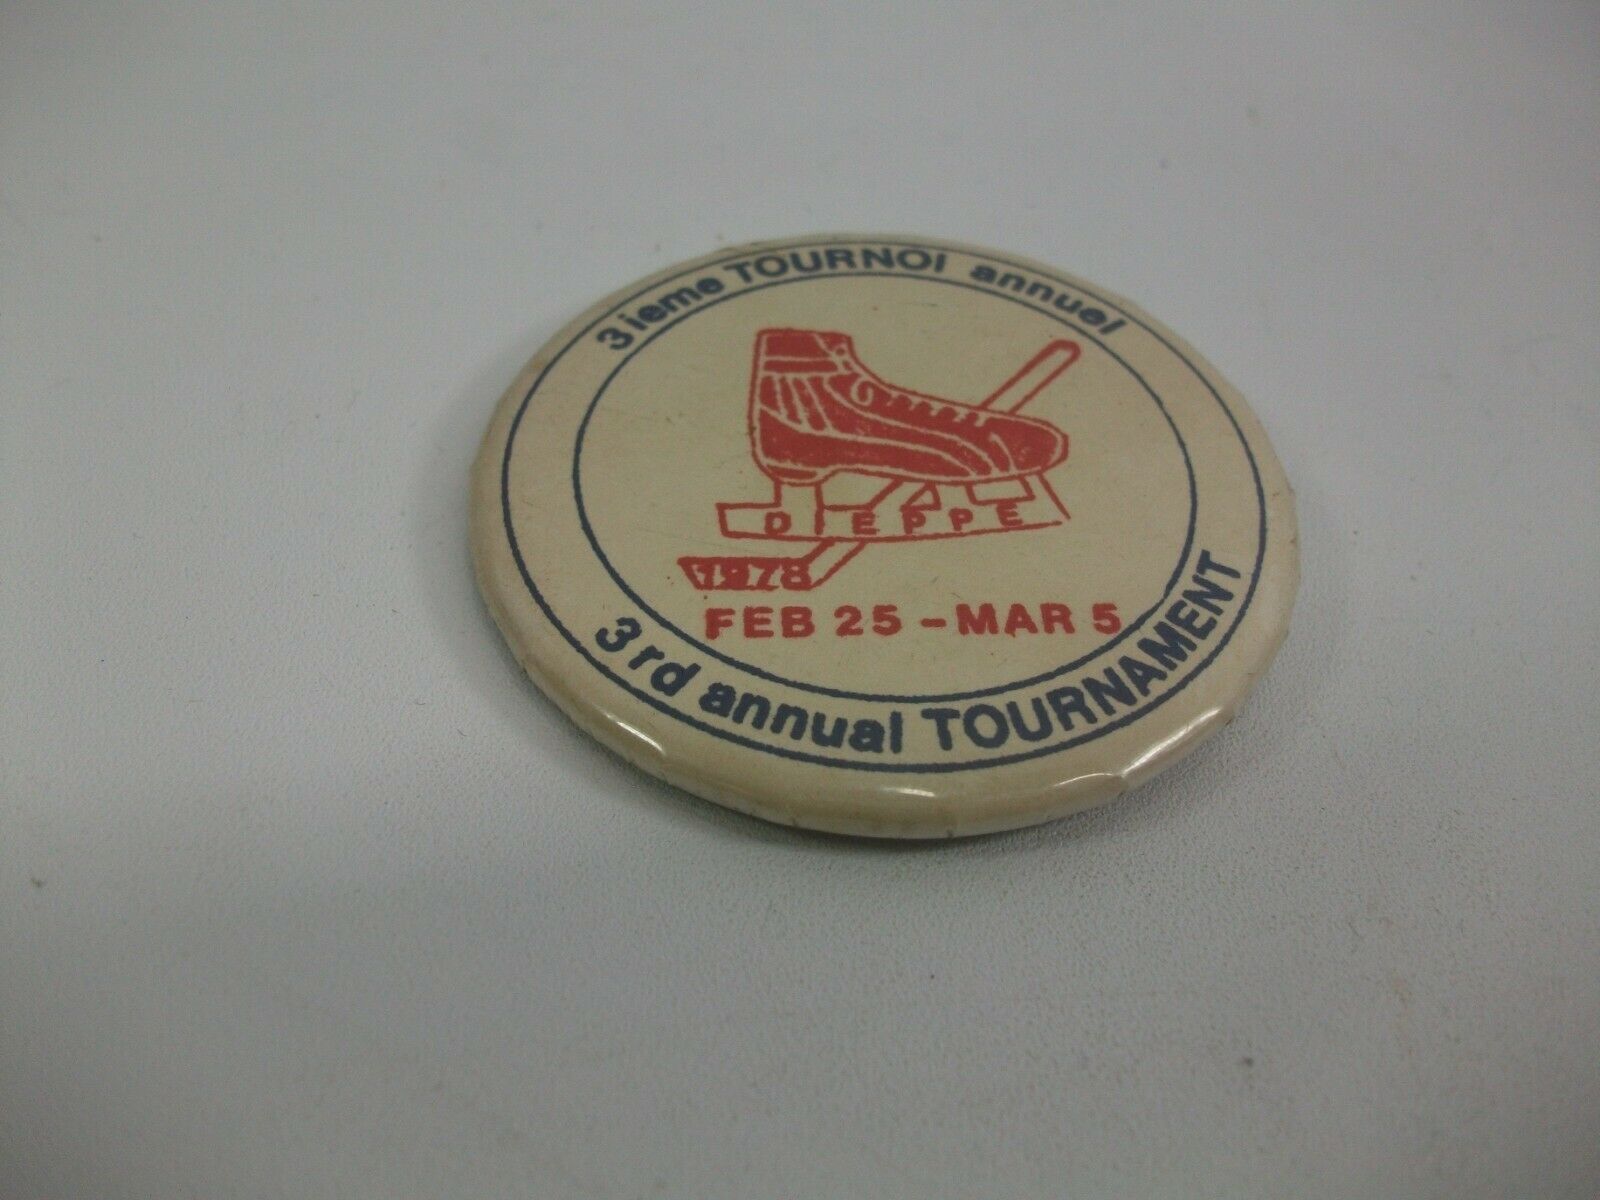 3ieme TOURNOI annuel
DIEPPE
1978
FEB 25 - MAR 5
3rd annual TOURNAMENT